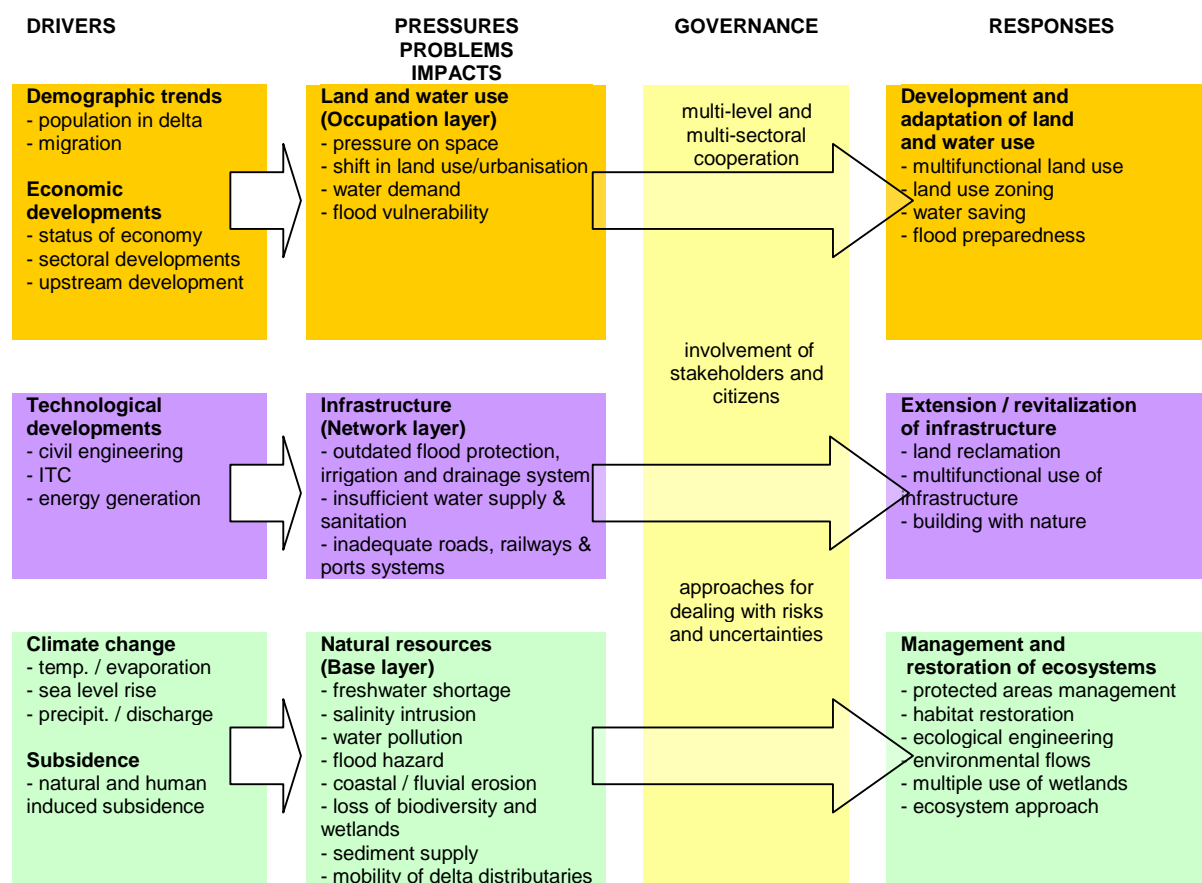 DRIVERS
PRESSURES
PROBLEMS
IMPACTS
GOVERNANCE
RESPONSES
Demographic trends
- population in delta
- migration
Economic
developments
- status of economy
- sectoral developments
- upstream development
Land and water use
(Occupation layer)
- pressure on space
- shift in land use/urbanisation
- water demand
- flood vulnerability
multi-level and
multi-sectoral
cooperation
Development and
adaptation of land
and water use
- multifunctional land use
- land use zoning
- water saving
- flood preparedness
involvement of
stakeholders and
citizens
Technological
developments
- civil engineering
- ITC
- energy generation
Infrastructure
(Network layer)
- outdated flood protection,
irrigation and drainage system
- insufficient water supply &
sanitation
- inadequate roads, railways &
ports systems
Extension / revitalization
of infrastructure
- land reclamation
- multifunctional use of
infrastructure
- building with nature
approaches for
dealing with risks
and uncertainties
Climate change
- temp. / evaporation
- sea level rise
- precipit. / discharge
Subsidence
- natural and human
induced subsidence
Natural resources
(Base layer)
- freshwater shortage
- salinity intrusion
- water pollution
- flood hazard
- coastal / fluvial erosion
- loss of biodiversity and
wetlands
- sediment supply
- mobility of delta distributaries
Management and
restoration of ecosystems
- protected areas management
- habitat restoration
- ecological engineering
- environmental flows
- multiple use of wetlands
- ecosystem approach